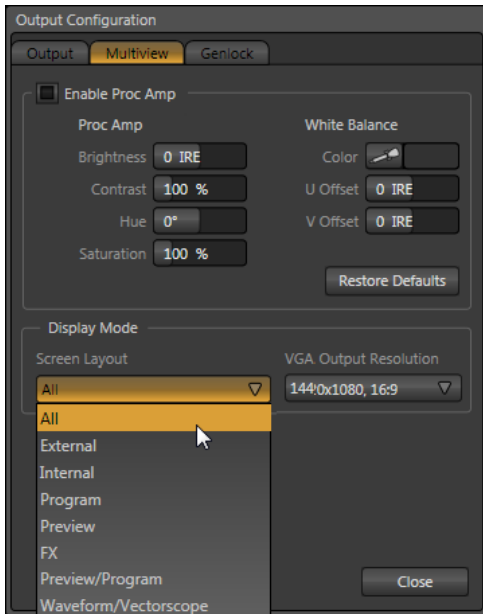 Output Configuration
Output Multiview Genlock
Enable Proc Amp
Proc Amp White Balance
Brightness 0 IRE Color
Contrast 100 % U Offset 0 IRE
Hue 0° V Offset 0 IRE
Saturation 100 %
Restore Defaults
Display Mode
Screen Layout VGA Output Resolution
All 1440x1080, 16:9
All
External
Internal
Program
Preview
FX
Preview/Program
Close
Waveform/Vectorscope